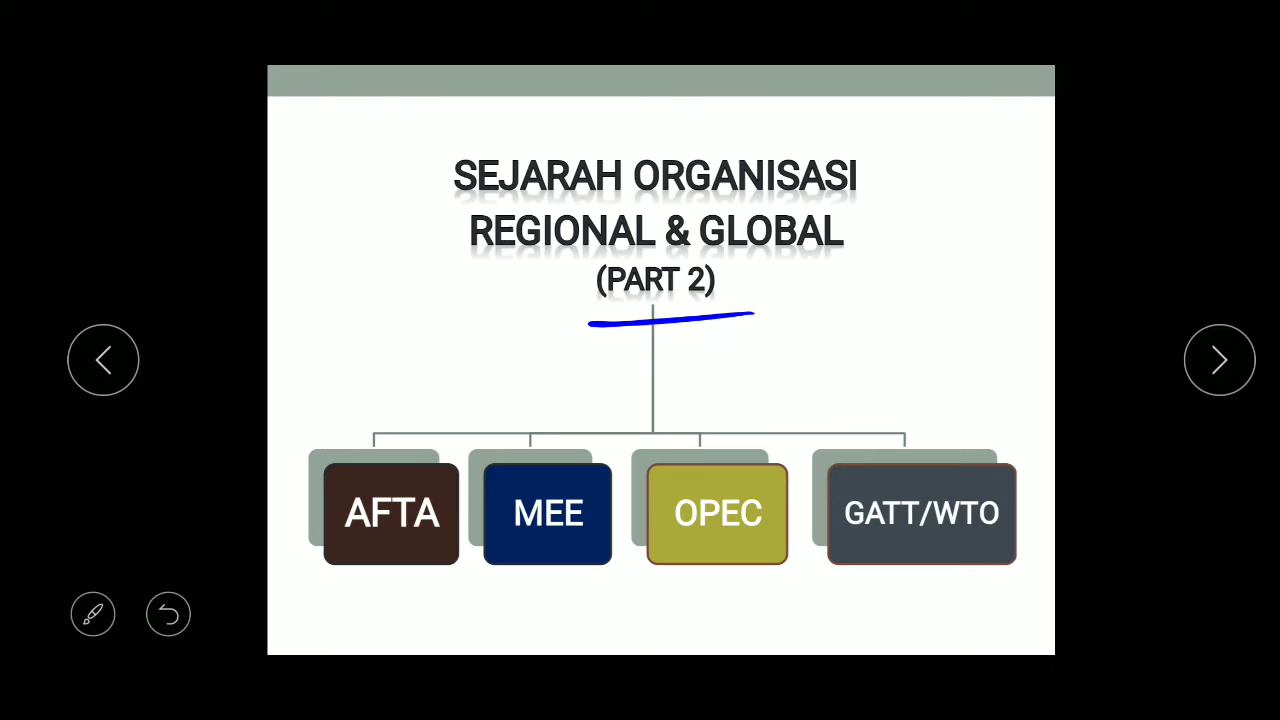 SEJARAH ORGANISASI
REGIONAL & GLOBAL
(PART 2)
AFTA
MEE
OPEC
GATT/WTO